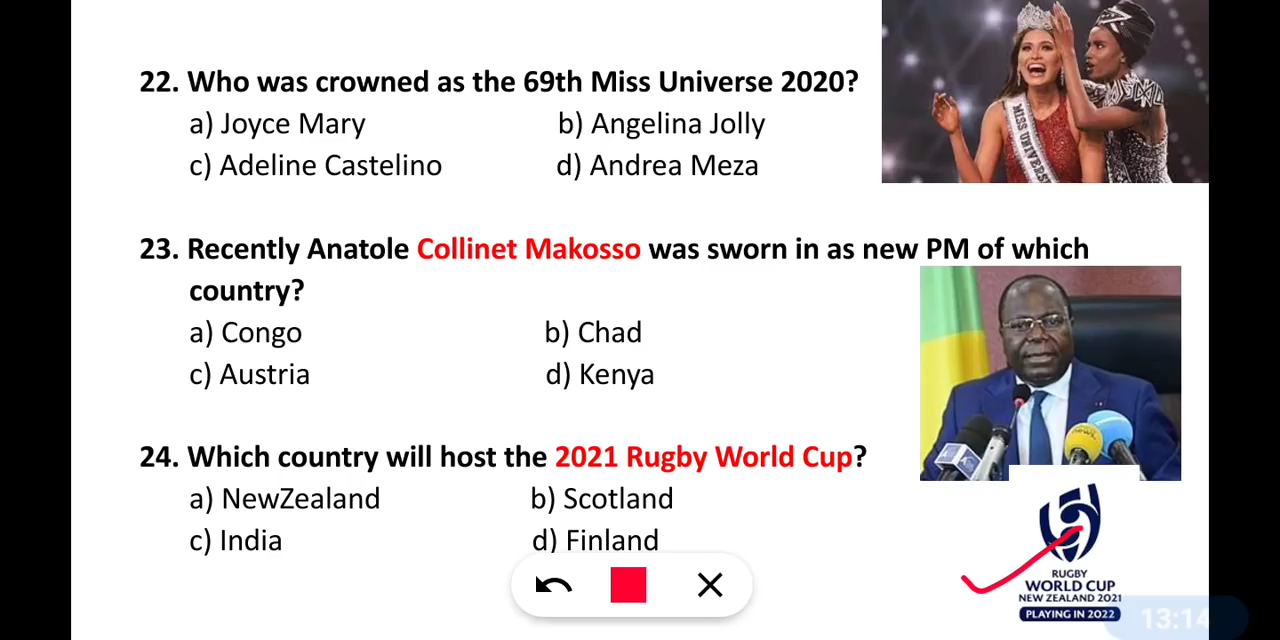 22. Who was crowned as the 69th Miss Universe 2020?
a) Joyce Mary b) Angelina Jolly
c) Adeline Castelino d) Andrea Meza
MISS UNIVERSE
23. Recently Anatole Collinet Makosso was sworn in as new PM of which
country?
a) Congo b) Chad
c) Austria d) Kenya
24. Which country will host the 2021 Rugby World Cup?
a) NewZealand b) Scotland
c) India d) Finland
RUGBY
WORLD CUP
NEW ZEALAND 2021
PLAYING IN 2022
13:14